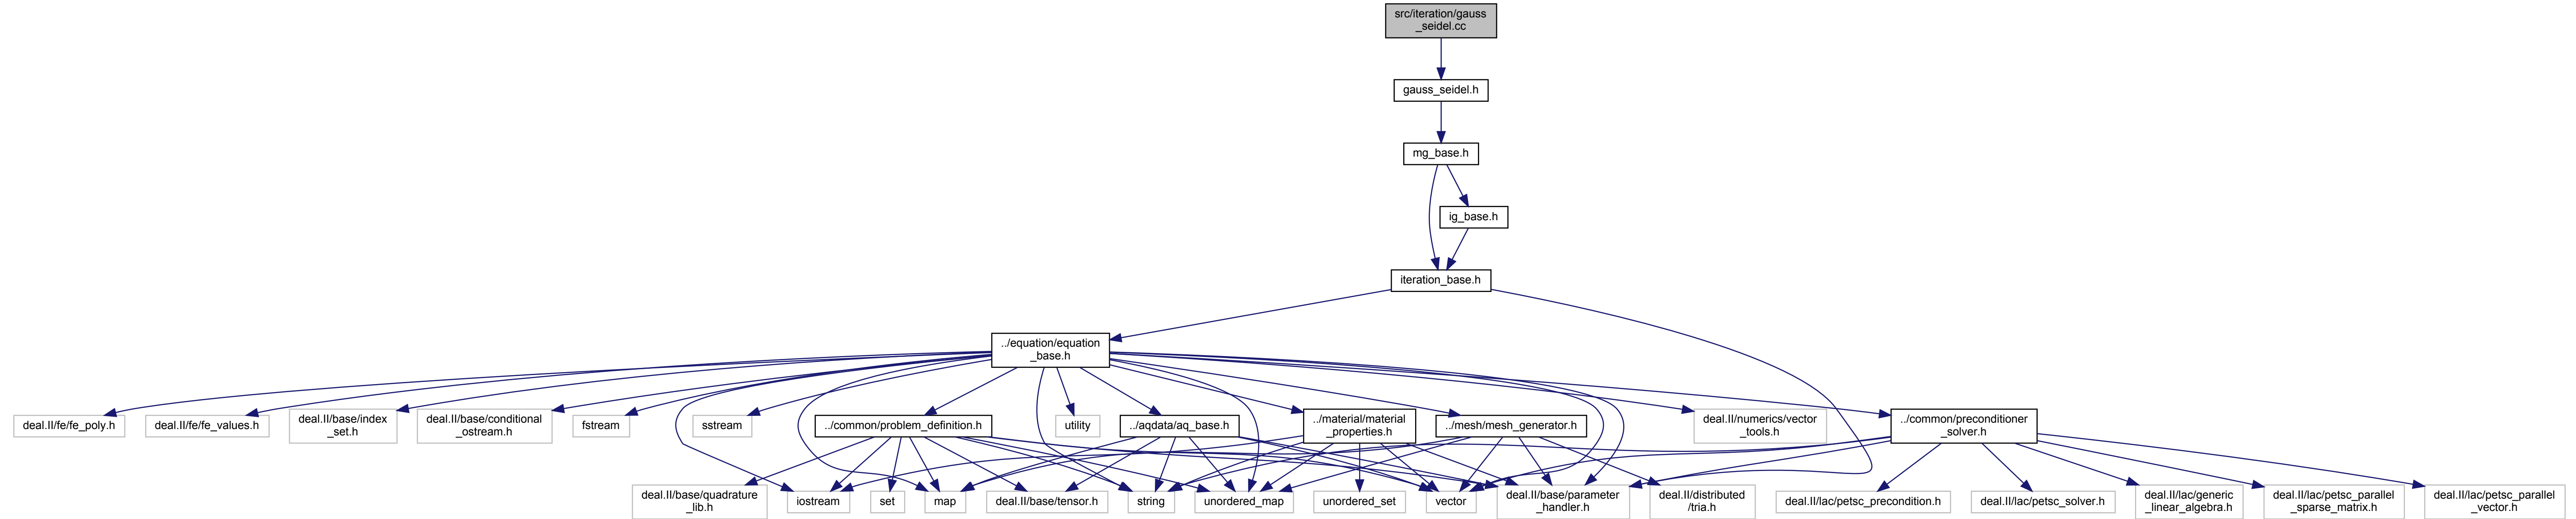 src/iteration/gauss
_seidel.cc
gauss_seidel.h
mg_base.h
ig_base.h
iteration_base.h
../equation/equation
_base.h
deal.II/fe/fe_poly.h
deal.II/fe/fe_values.h
deal.II/base/index
_set.h
deal.II/base/conditional
_ostream.h
fstream
sstream
../common/problem_definition.h
utility
../aqdata/aq_base.h
../material/material
_properties.h
../mesh/mesh_generator.h
deal.II/numerics/vector
_tools.h
../common/preconditioner
_solver.h
deal.II/base/quadrature
_lib.h
iostream
set
map
deal.II/base/tensor.h
string
unordered_map
unordered_set
vector
deal.II/base/parameter
_handler.h
deal.II/distributed
/tria.h
deal.II/lac/petsc_precondition.h
deal.II/lac/petsc_solver.h
deal.II/lac/generic
_linear_algebra.h
deal.II/lac/petsc_parallel
_sparse_matrix.h
deal.II/lac/petsc_parallel
_vector.h